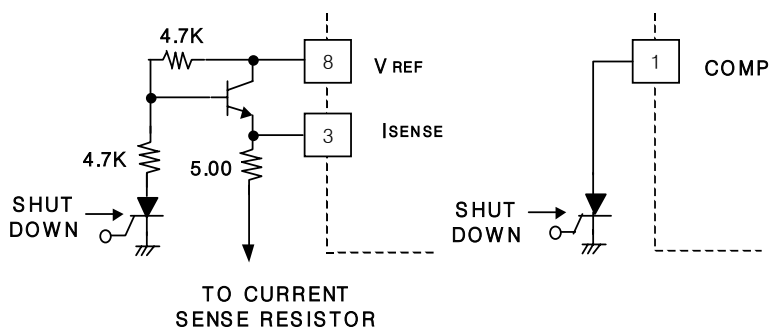 4.7K
8
VREF
1
COMP
3
ISENSE
4.7K
5.00
SHUT
DOWN
SHUT
DOWN
TO CURRENT
SENSE RESISTOR